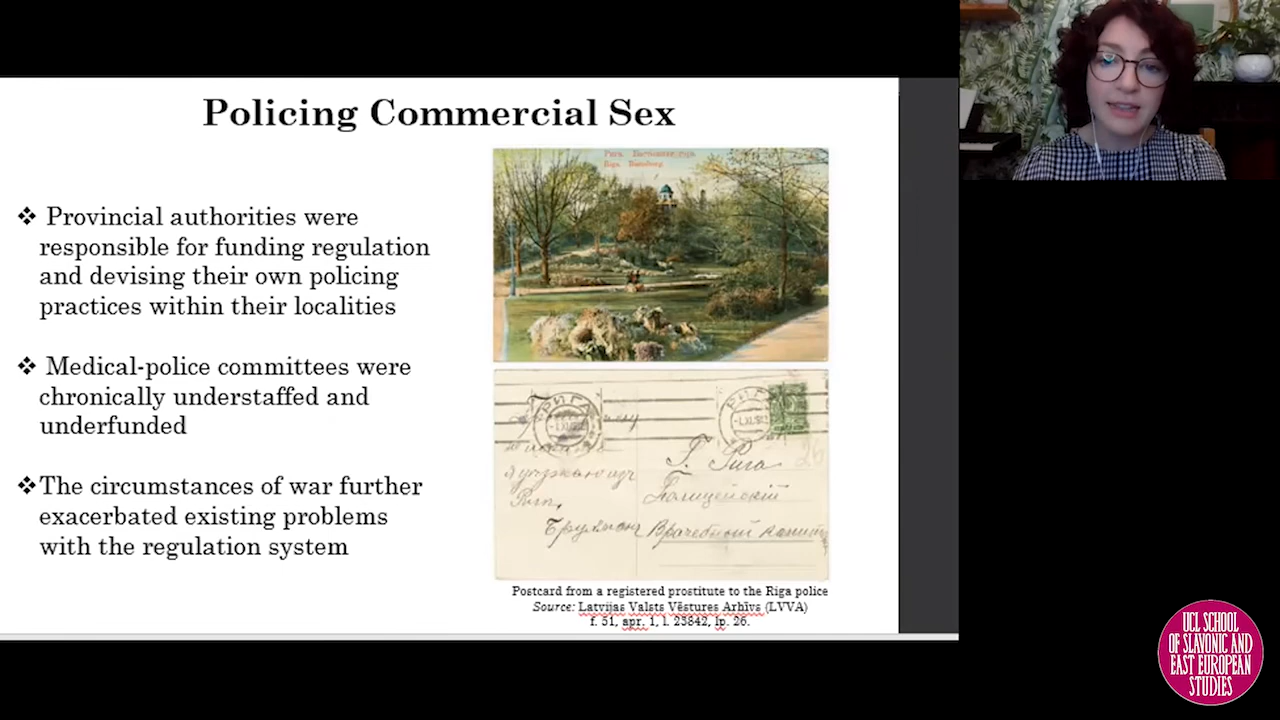 Policing Commercial Sex
❖ Provincial authorities were
responsible for funding regulation
and devising their own policing
practices within their localities
❖ Medical-police committees were
chronically understaffed and
underfunded
❖The circumstances of war further
exacerbated existing problems
with the regulation system
Рига.
Riga.
РИГА
РИГА
Г. Рига
Полицейскій
Врачебный
Postcard from a registered prostitute to the Riga police
Source: Latvijas Valsts Vēstures Arhīvs (LVVA)
f. 51, apr. 1, l. 23842, lp. 26.
UCL SCHOOL
OF SLAVONIC AND
EAST EUROPEAN
STUDIES